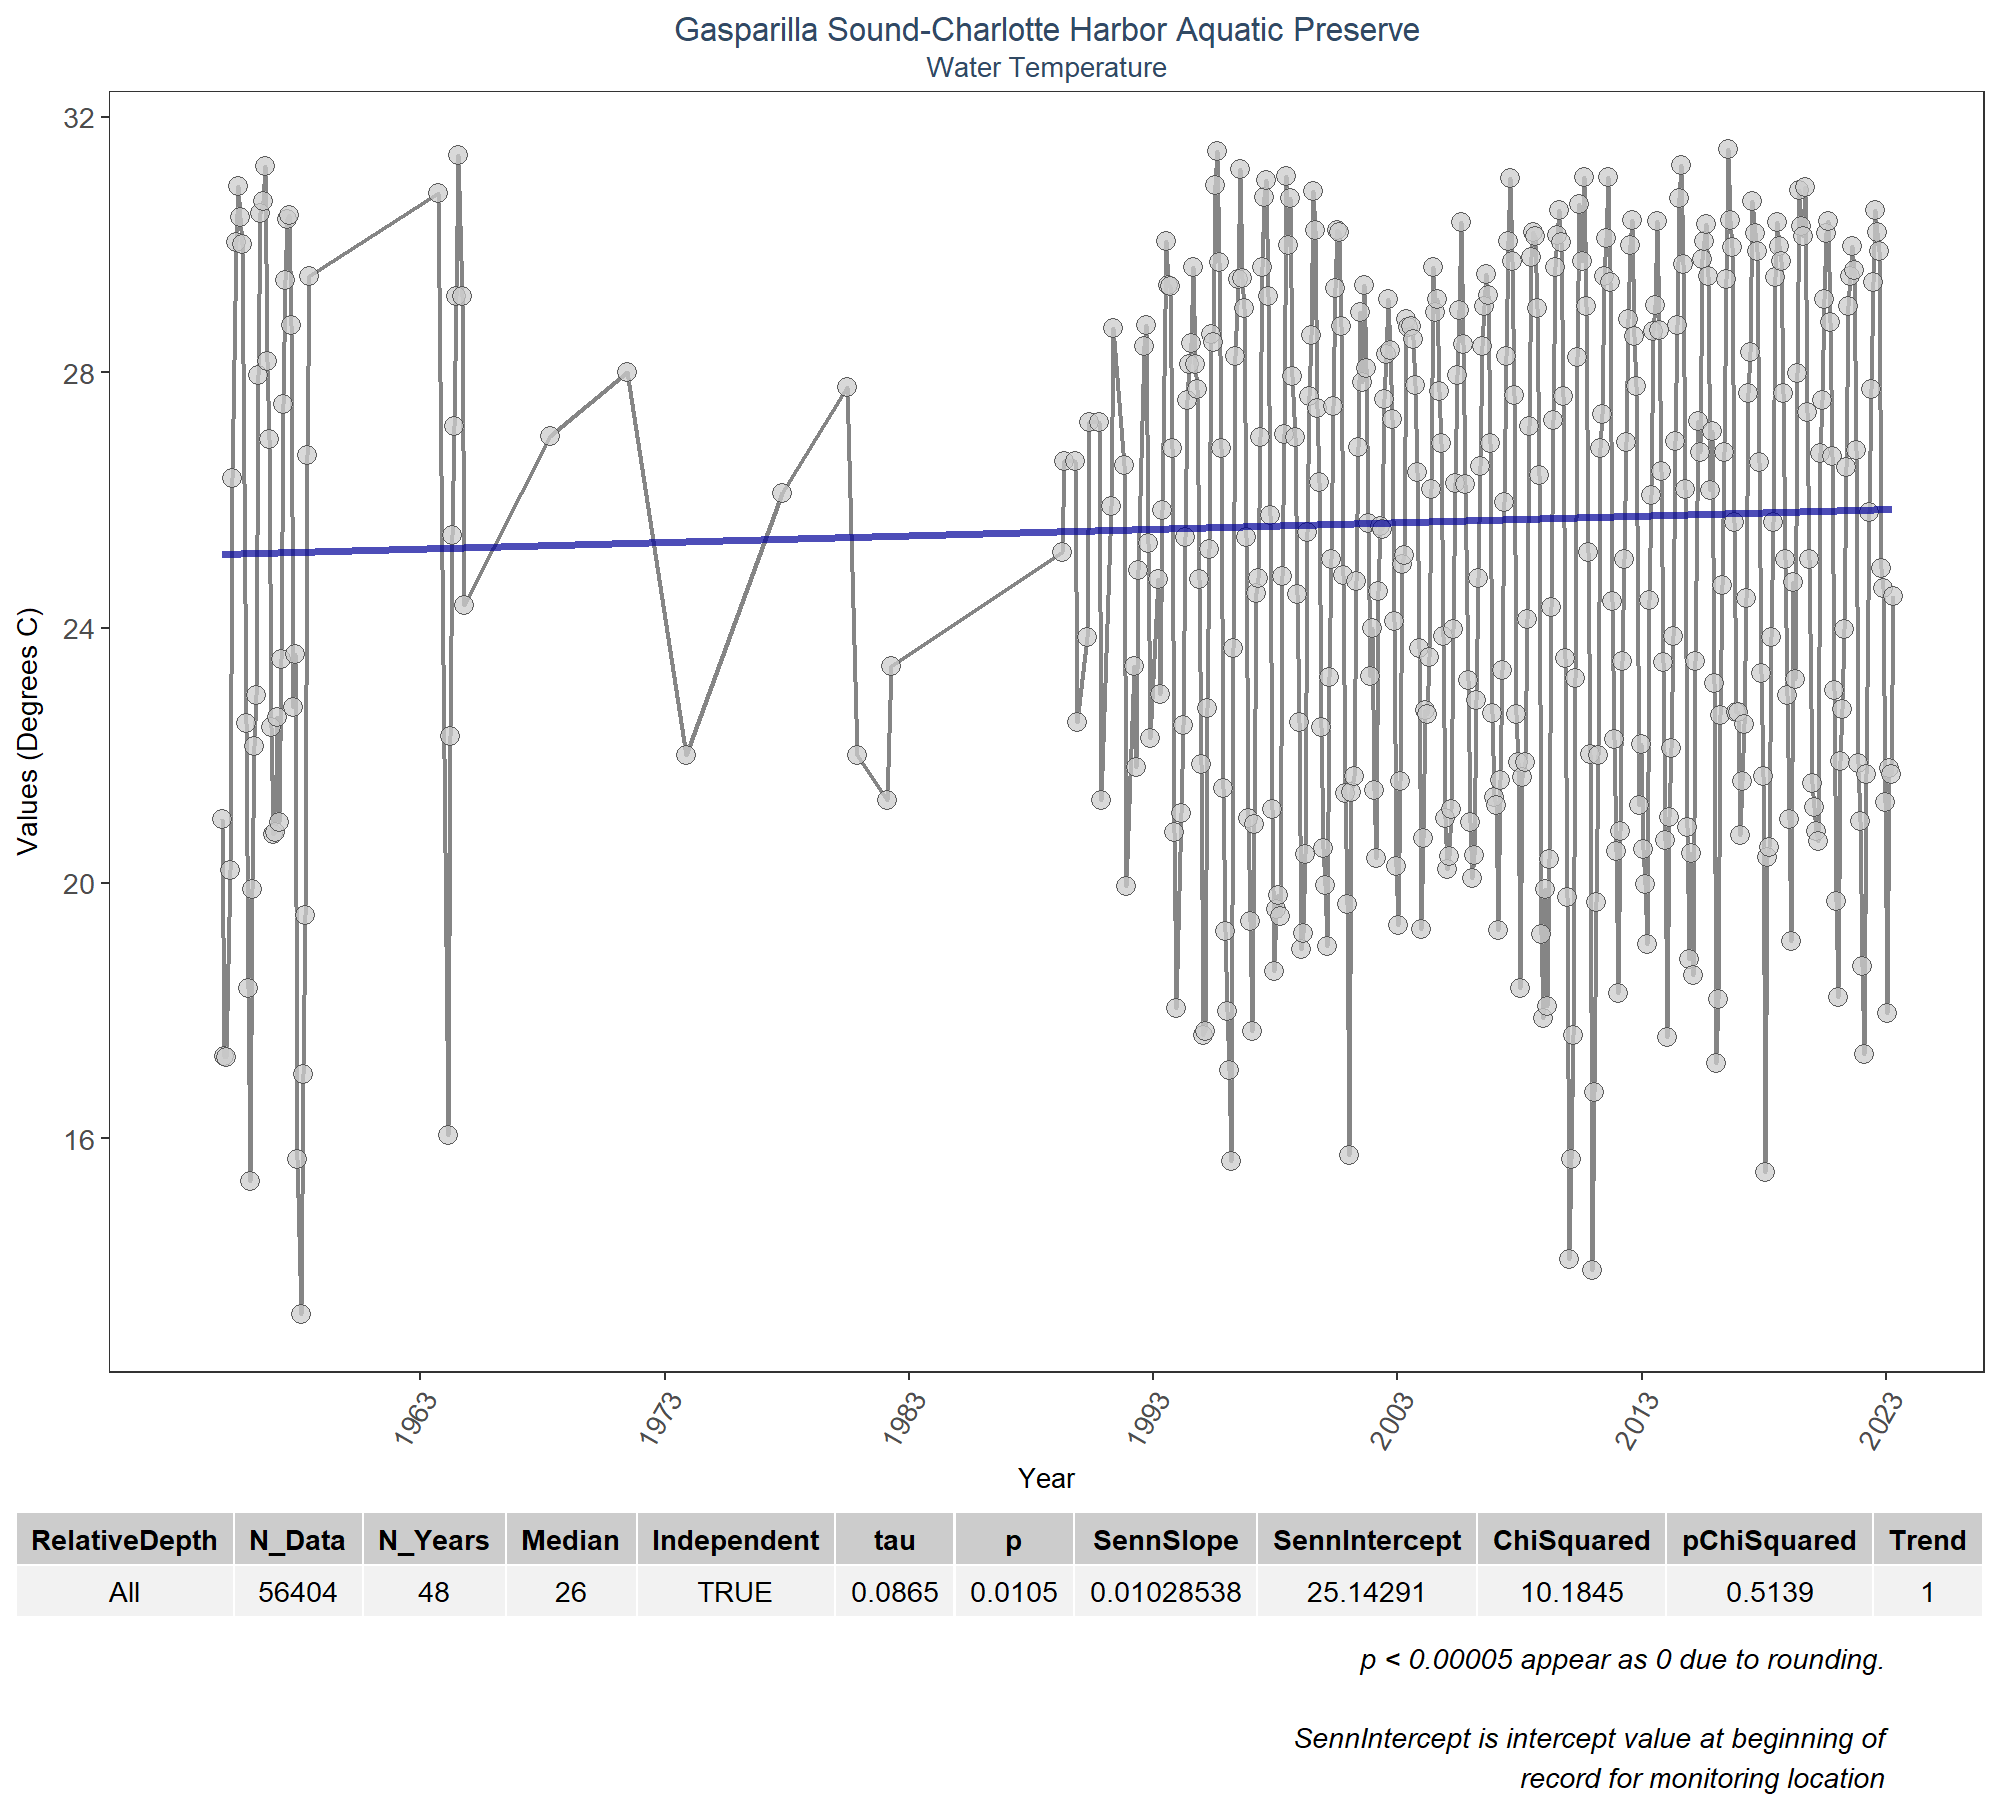 Gasparilla Sound-Charlotte Harbor Aquatic Preserve
Water Temperature
32
28
24
20
16
Values (Degrees C)
1963
1973
1983
1993
2003
2013
2023
Year
RelativeDepth N_Data N_Years Median Independent tau p SennSlope SennIntercept ChiSquared pChiSquared Trend
All 56404 48 26 TRUE 0.0865 0.0105 0.01028538 25.14291 10.1845 0.5139 1
p < 0.00005 appear as 0 due to rounding.
SennIntercept is intercept value at beginning of
record for monitoring location